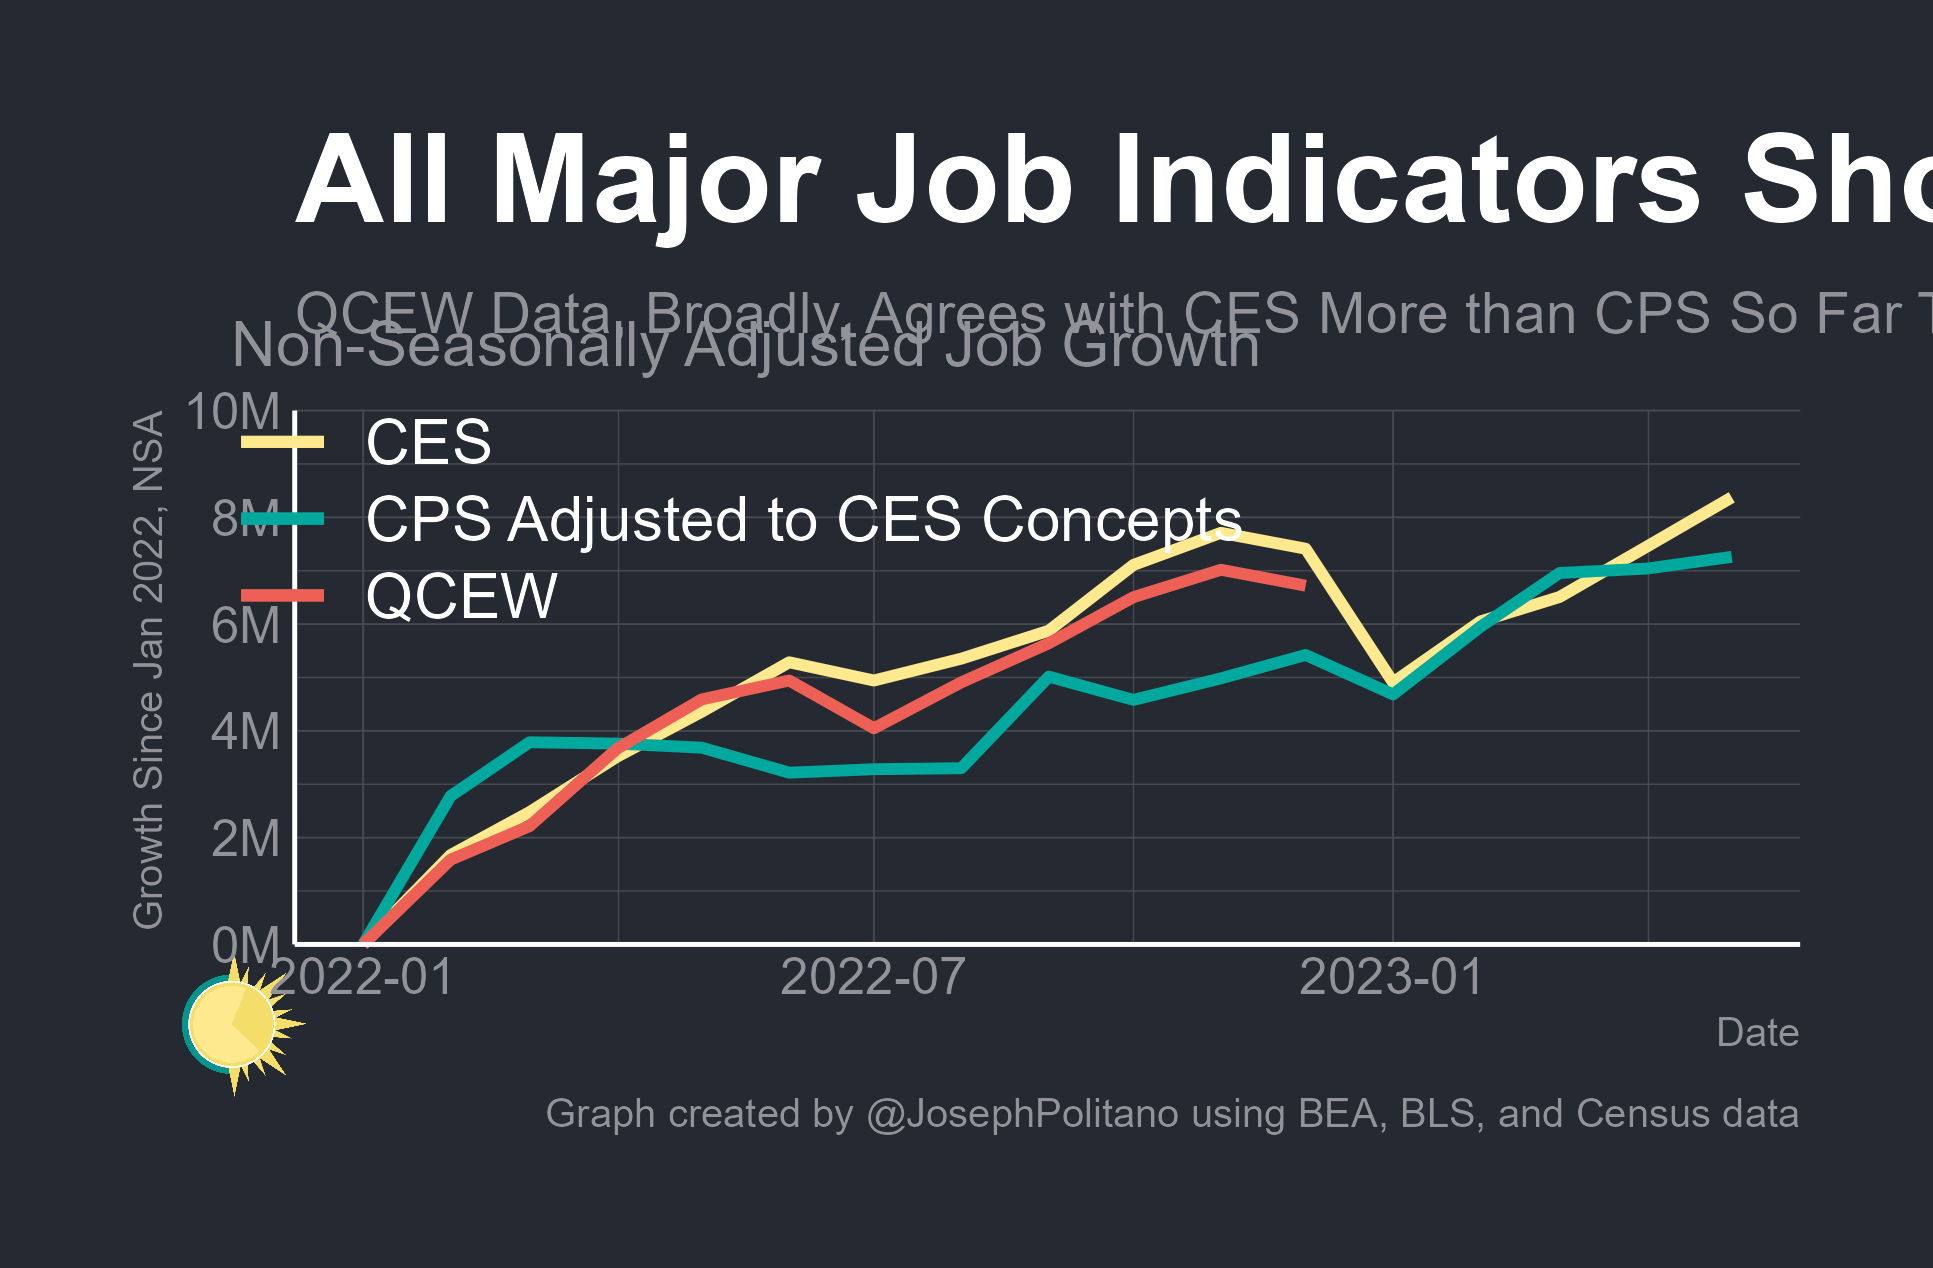 All Major Job Indicators Sho
QCEW Data, Broadly, Agrees with CES More than CPS So Far T
Non-Seasonally Adjusted Job Growth
Growth Since Jan 2022, NSA
10M
8M
6M
4M
2M
0M
CES
CPS Adjusted to CES Concepts
QCEW
2022-01
2022-07
2023-01
Date
Graph created by @JosephPolitano using BEA, BLS, and Census data